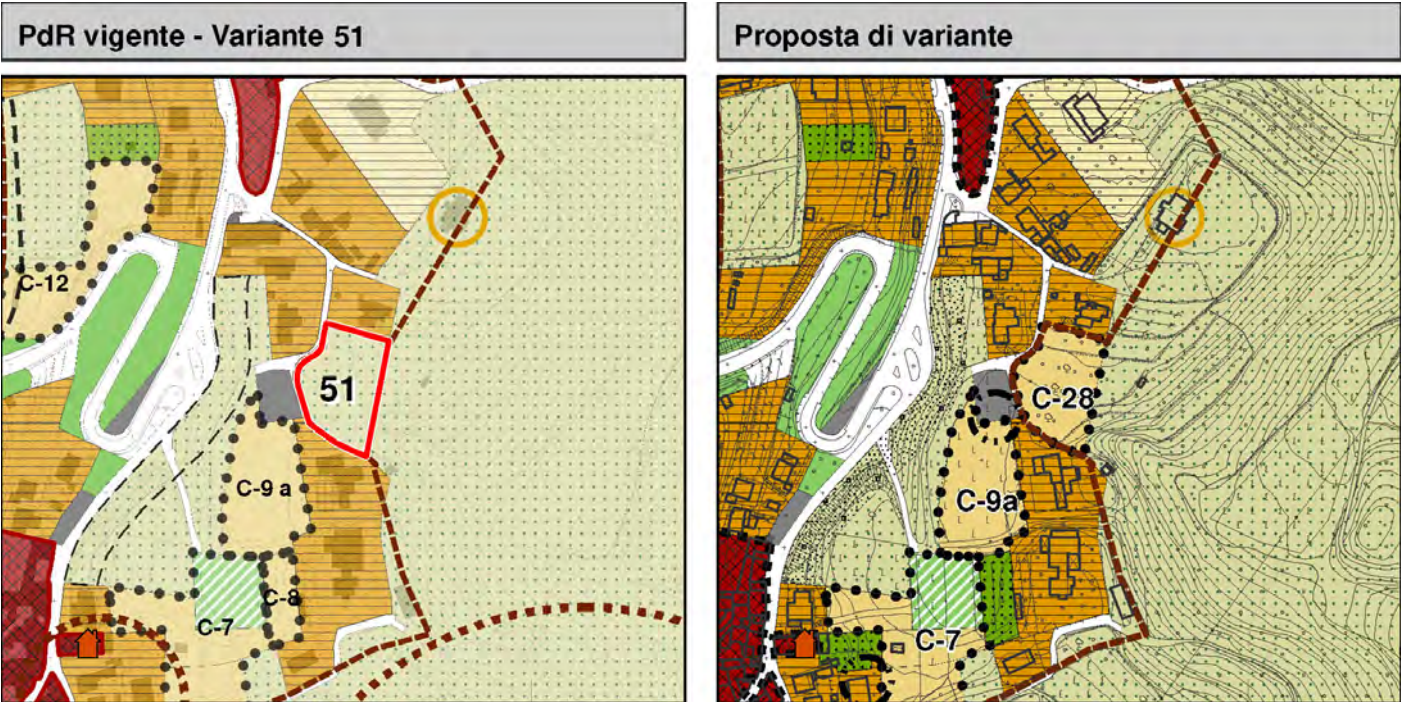 PdR vigente - Variante 51
C-12
51
C-9 a
C-8
C-7
Proposta di variante
C-28
C-9a
C-7